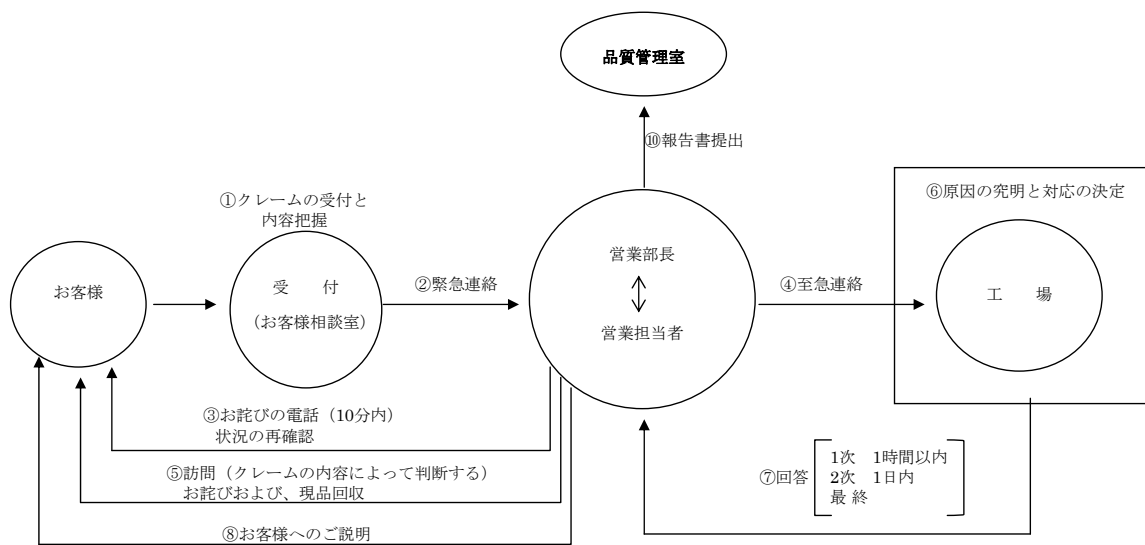 品質管理室
⑩報告書提出
①クレームの受付と
内容把握
⑥原因の究明と対応の決定
お客様
受　付
（お客様相談室）
②緊急連絡
営業部長
営業担当者
④至急連絡
工　場
③お詫びの電話（10分内）
状況の再確認
⑤訪問（クレームの内容によって判断する）
お詫びおよび、現品回収
⑧お客様へのご説明
⑦回答
1次　1時間以内
2次　1日内
最 終